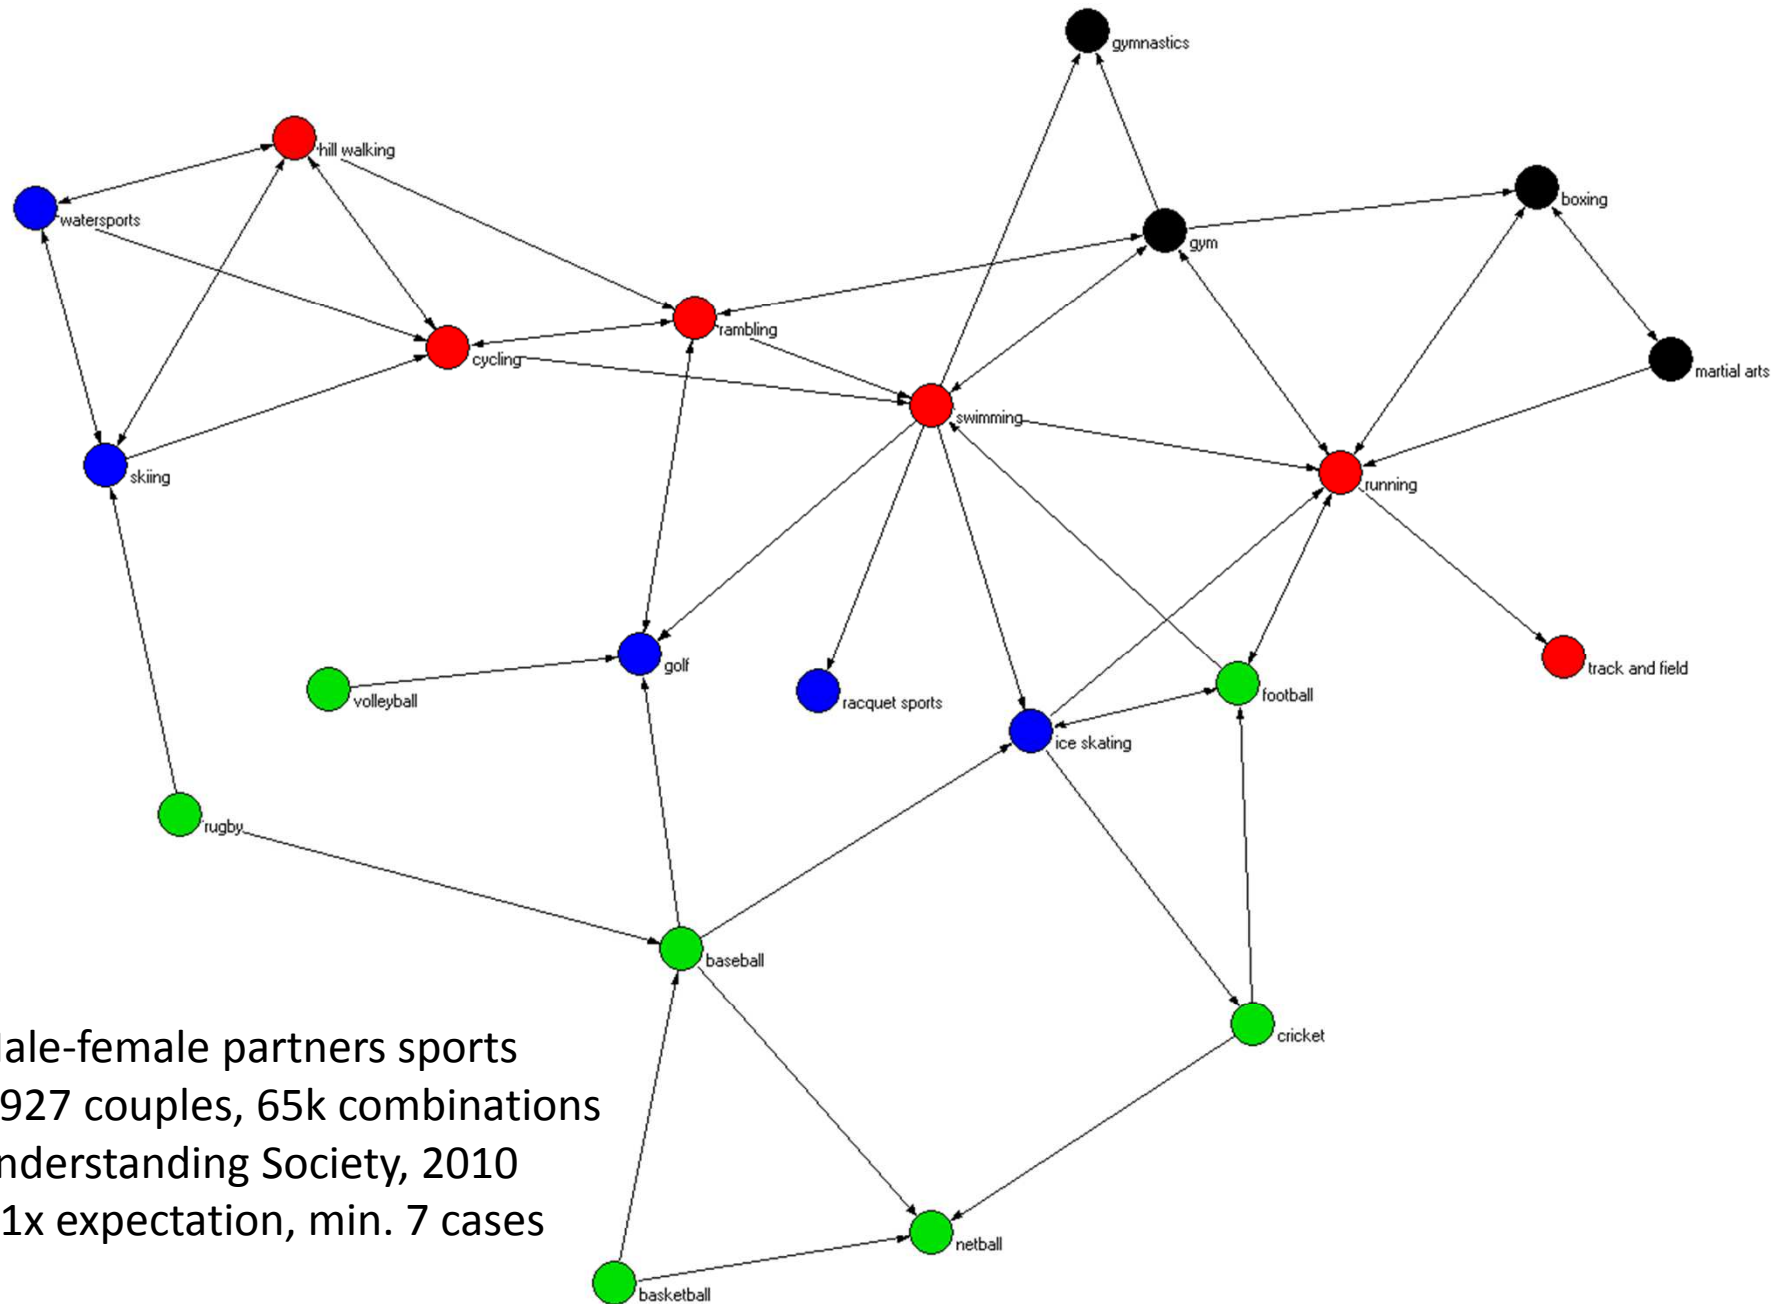 gymnastics
hill walking
boxing
watersports
gym
rambling
cycling
martial arts
swimming
skiing
running
golf
track and field
football
volleyball
racquet sports
ice skating
rugby
baseball
cricket
ale-female partners sports
927 couples, 65k combinations
nderstanding Society, 2010
1x expectation, min. 7 cases
netball
basketball